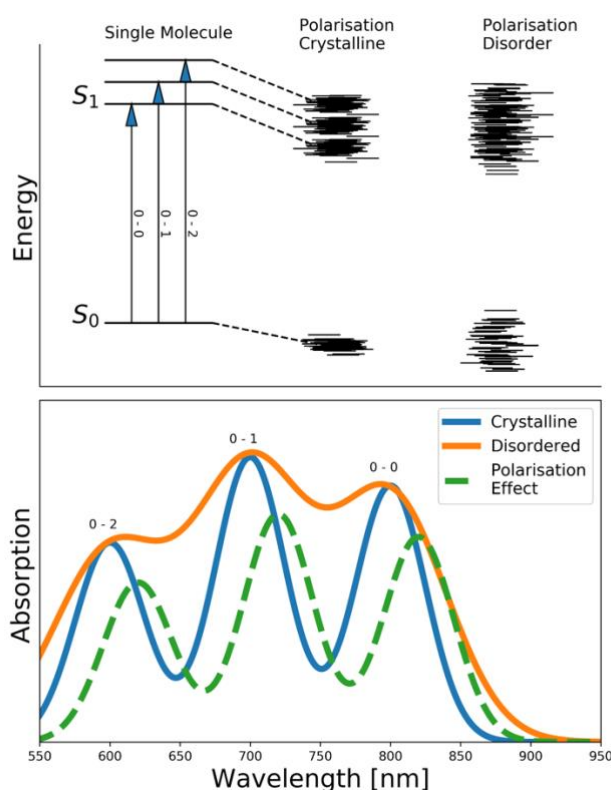 Single Molecule
Polarisation
Crystalline
Polarisation
Disorder
Energy
S1
S0
0 - 0
0 - 1
0 - 2
Absorption
Crystalline
Disordered
Polarisation
Effect
0 - 2
0 - 1
0 - 0
550 600 650 700 750 800 850 900 950
Wavelength [nm]